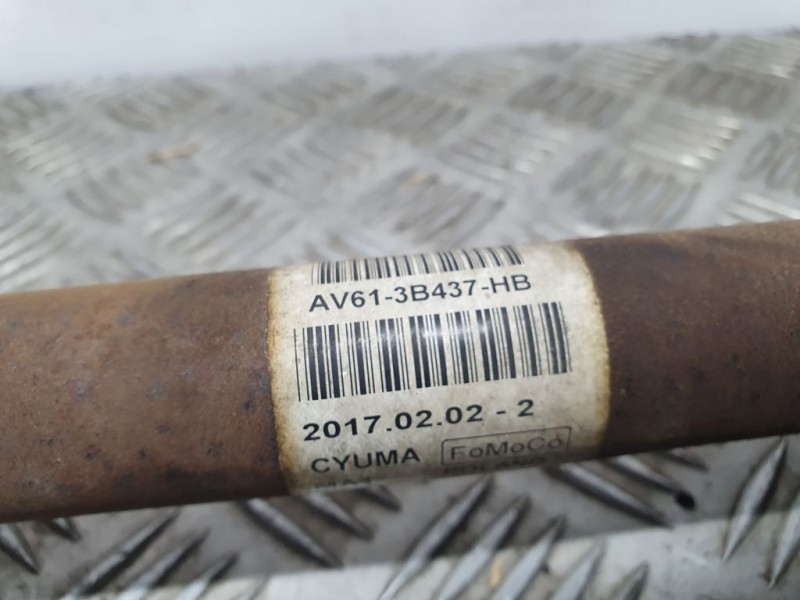 AV61-3B437-HB
2017.02.02 - 2
CYUMA FoMoCo